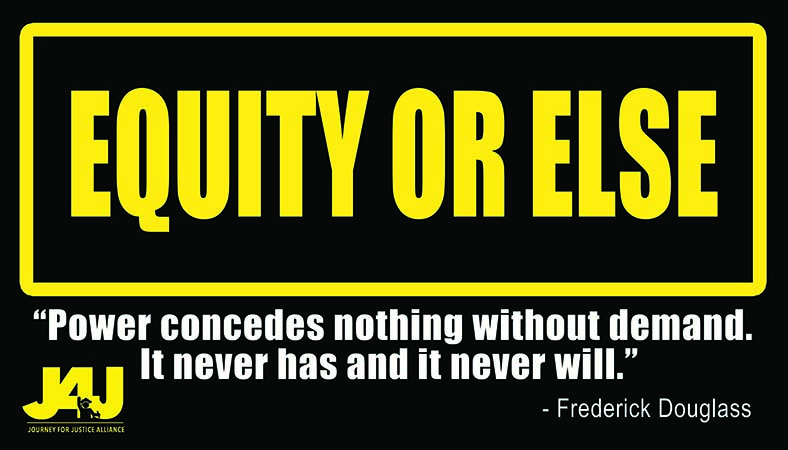 EQUITY OR ELSE
“Power concedes nothing without demand.
It never has and it never will.”
- Frederick Douglass
J4J
JOURNEY FOR JUSTICE ALLIANCE